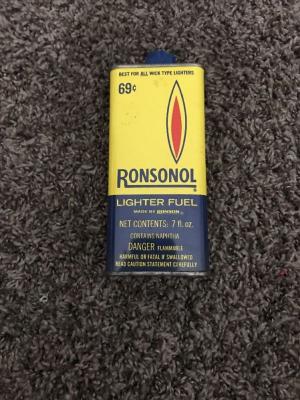 BEST FOR ALL WICK TYPE LIGHTERS
69¢
RONSONOL
LIGHTER FUEL
MADE BY RONSON
NET CONTENTS: 7 fl. oz.
CONTAINS NAPHTHA
DANGER FLAMMABLE
HARMFUL OR FATAL IF SWALLOWED
READ CAUTION STATEMENT CAREFULLY